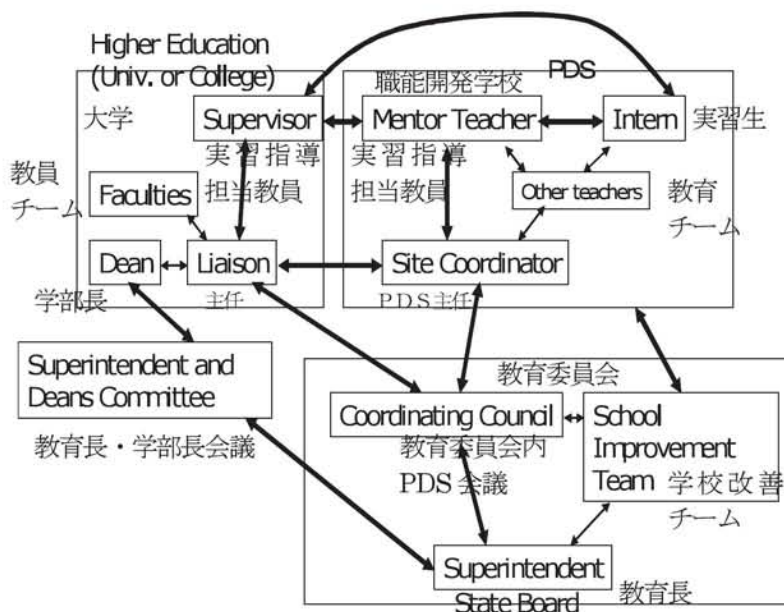 Higher Education
(Univ. or College)
大学
Supervisor
実習指導
担当教員
教員
チーム
Faculties
Dean
学部長
Liaison
主任
PDS
職能開発学校
Mentor Teacher
実習指導
担当教員
Intern
実習生
Other teachers
教育
チーム
Site Coordinator
PDS主任
Superintendent and
Deans Committee
教育長・学部長会議
教育委員会
Coordinating Council
教育委員会内
PDS会議
School
Improvement
Team 学校改善
チーム
Superintendent
教育長
State Board